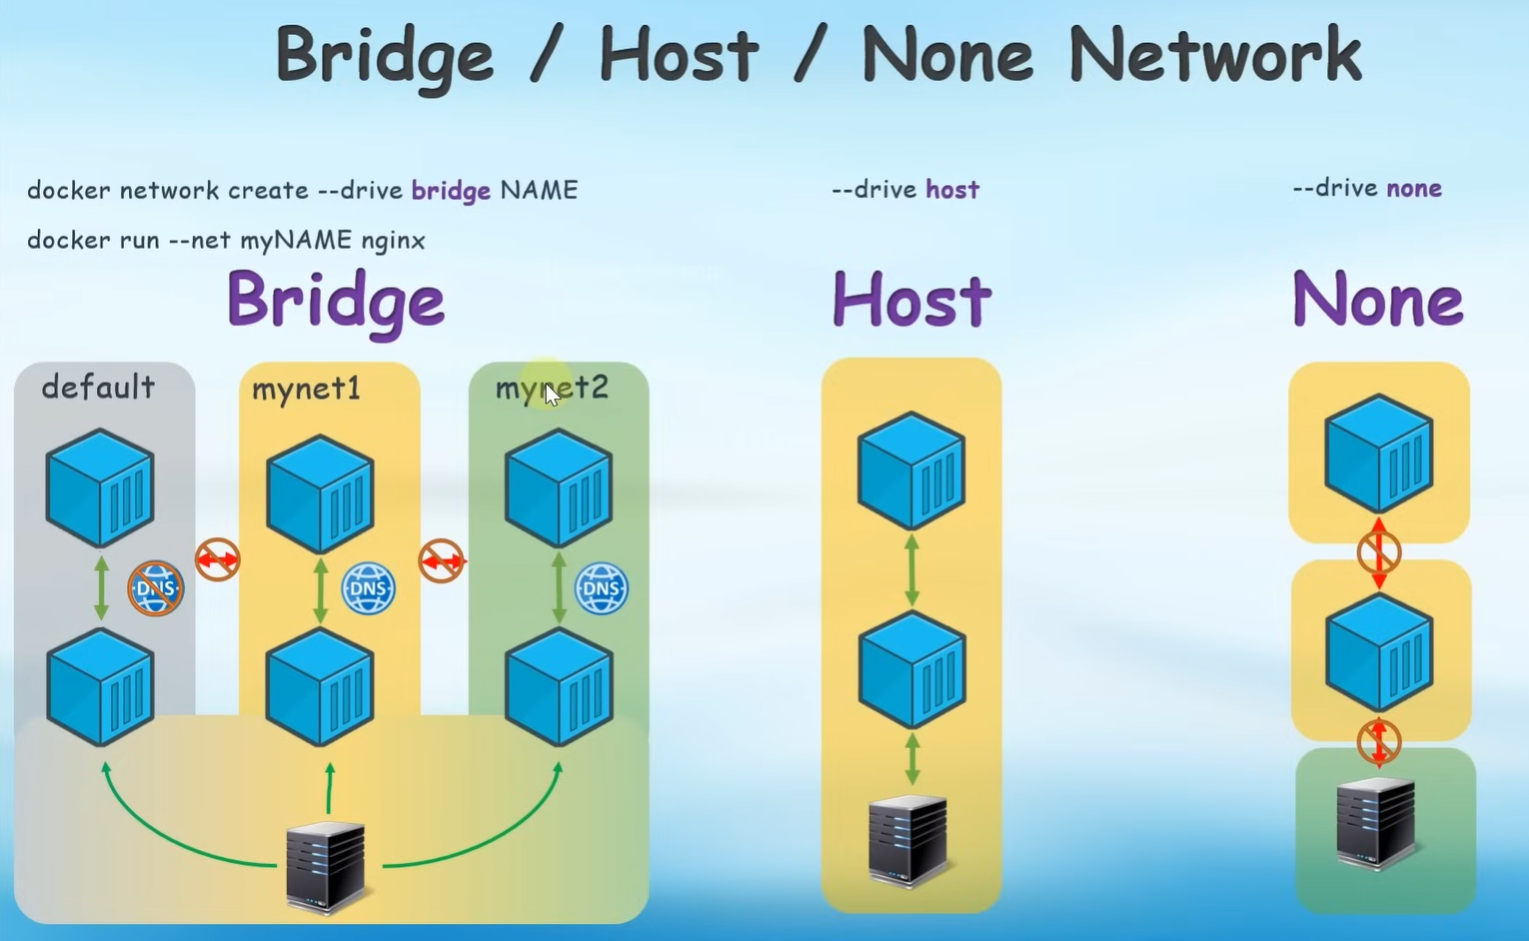 Bridge / Host / None Network
docker network create --drive bridge NAME
--drive host
--drive none
docker run --net myNAME nginx
Bridge
Host
None
default
mynet1
mynet2
DNS
DNS
DNS